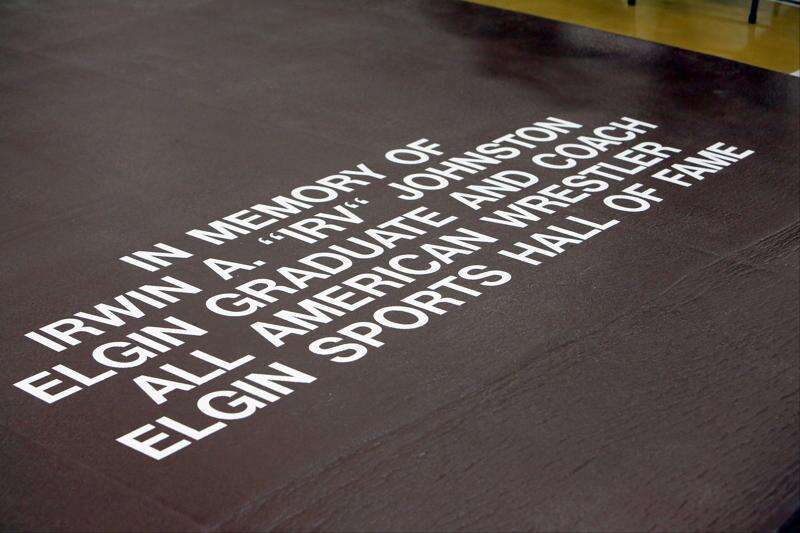 IN MEMORY OF
IRWIN A. “IRV“ JOHNSTON
ELGIN GRADUATE AND COACH
ALL AMERICAN WRESTLER
ELGIN SPORTS HALL OF FAME